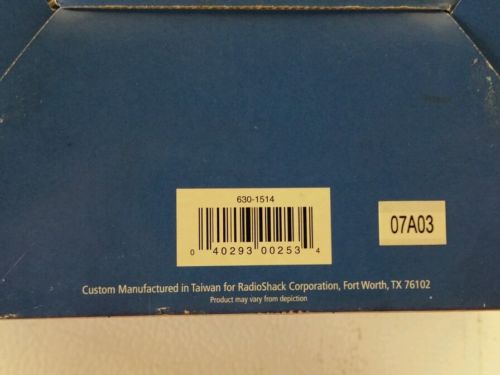 630-1514
0 40293 00253 4
07A03
Custom Manufactured in Taiwan for RadioShack Corporation, Fort Worth, TX 76102
Product may vary from depiction